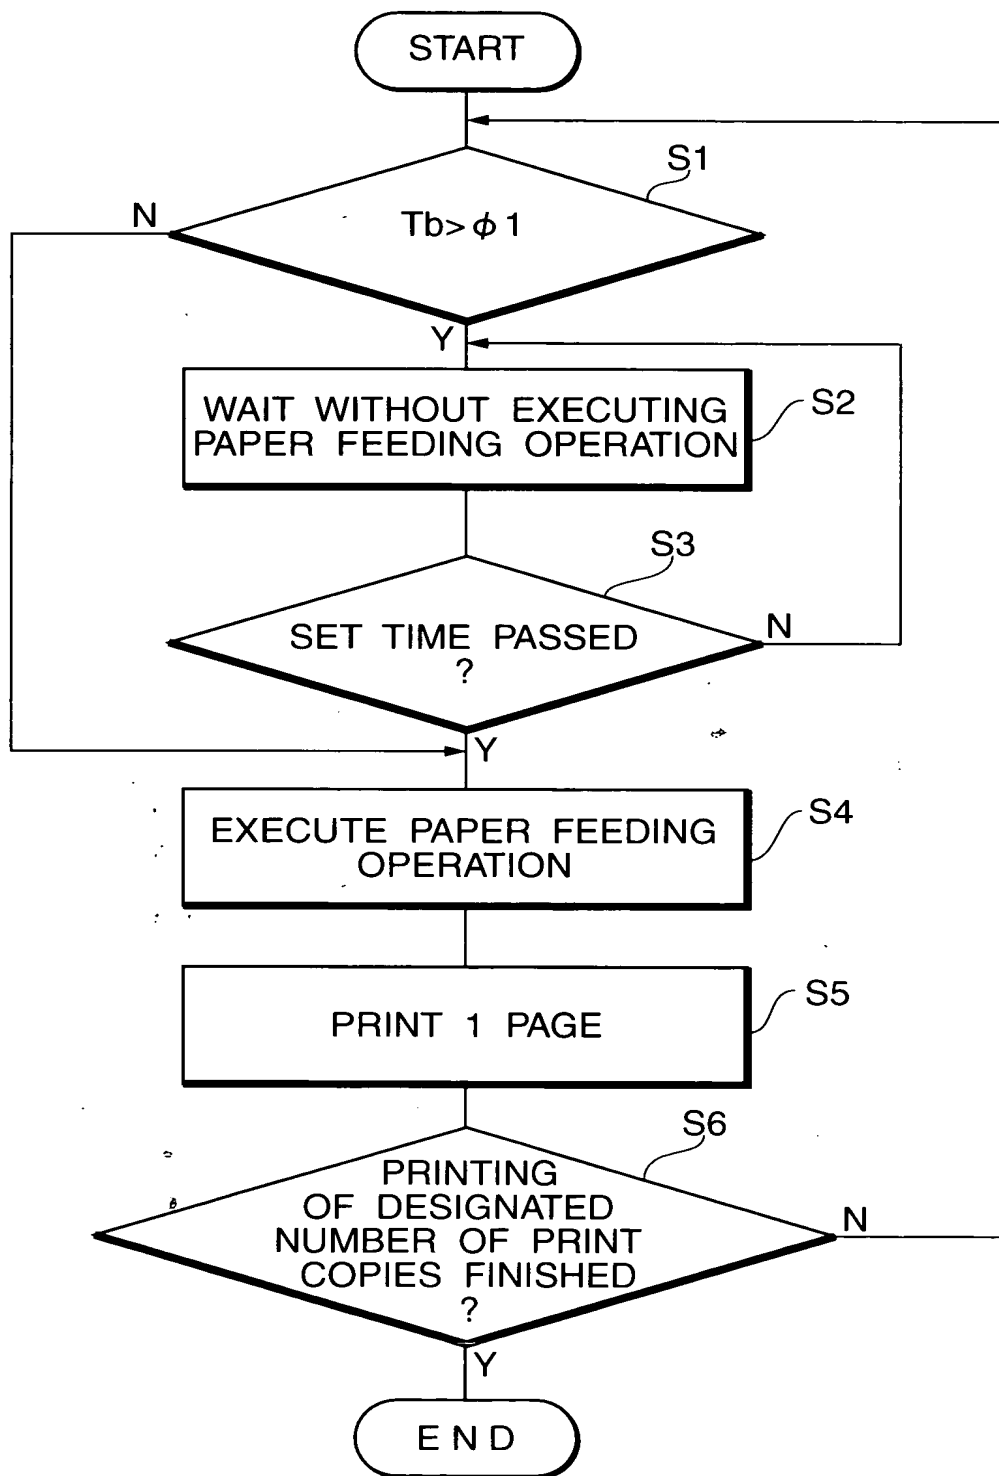 START
S1
N
Tb> φ 1
Y
WAIT WITHOUT EXECUTING
PAPER FEEDING OPERATION
S2
S3
SET TIME PASSED
?
N
Y
EXECUTE PAPER FEEDING
OPERATION
S4
PRINT 1 PAGE
S5
S6
PRINTING
OF DESIGNATED
NUMBER OF PRINT
COPIES FINISHED
?
N
Y
END